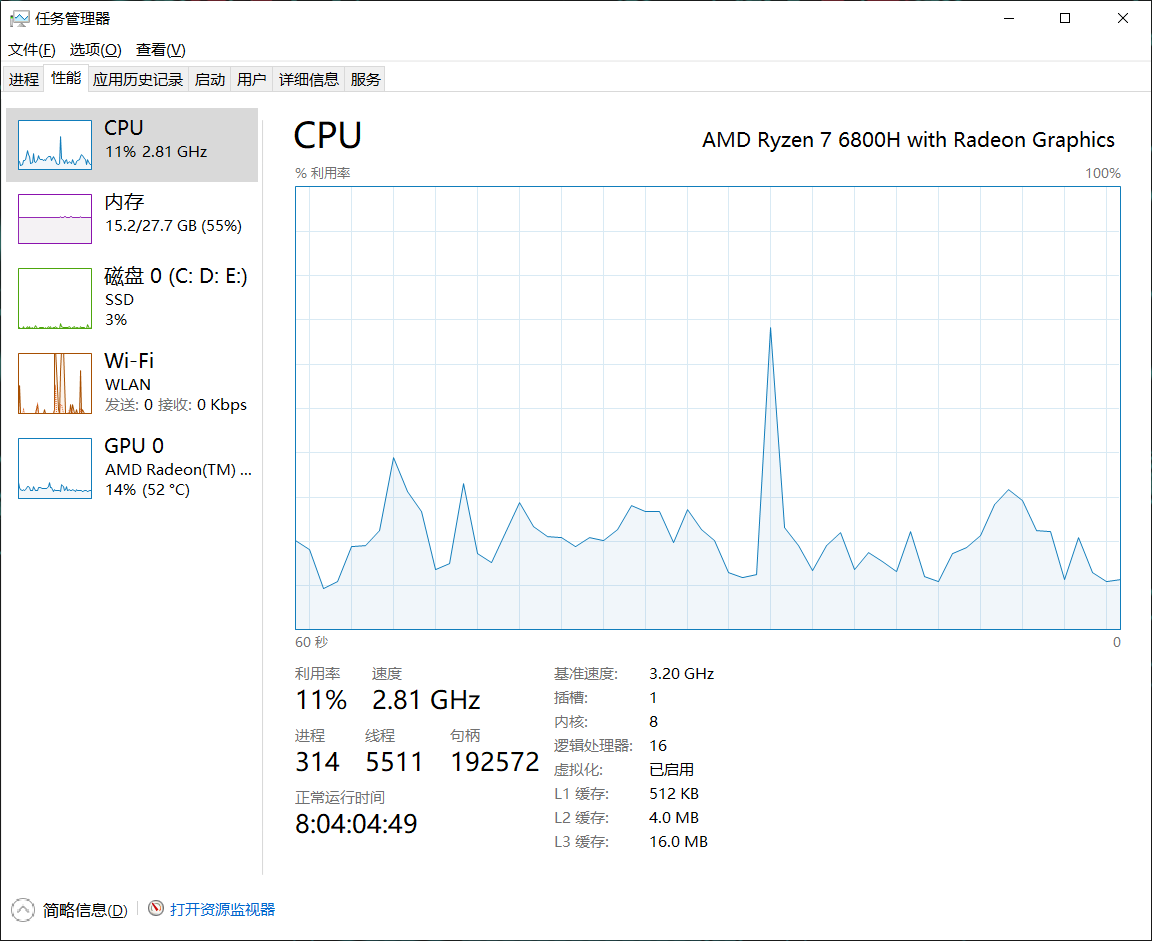 任务管理器
文件(F) 选项(O) 查看(V)
进程 性能 应用历史记录 启动 用户 详细信息 服务
CPU
11% 2.81 GHz
内存
15.2/27.7 GB (55%)
磁盘 0 (C: D: E:)
SSD
3%
Wi-Fi
WLAN
发送: 0 接收: 0 Kbps
GPU 0
AMD Radeon(TM) ...
14% (52 °C)
CPU AMD Ryzen 7 6800H with Radeon Graphics
% 利用率 100%
60 秒 0
利用率 速度
11% 2.81 GHz
进程 线程 句柄
314 5511 192572
正常运行时间
8:04:04:49
基准速度: 3.20 GHz
插槽: 1
内核: 8
逻辑处理器: 16
虚拟化: 已启用
L1 缓存: 512 KB
L2 缓存: 4.0 MB
L3 缓存: 16.0 MB
简略信息(D) 打开资源监视器